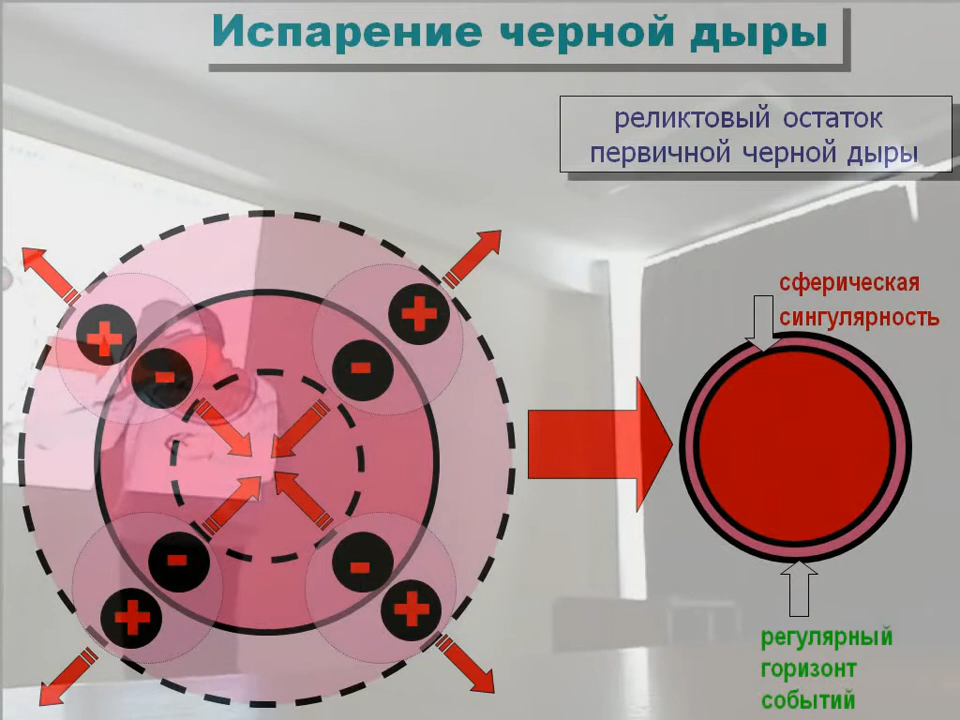 Испарение черной дыры
реликтовый остаток
первичной черной дыры
сферическая
сингулярность
+
+
-
-
-
-
+
+
регулярный
горизонт
событий